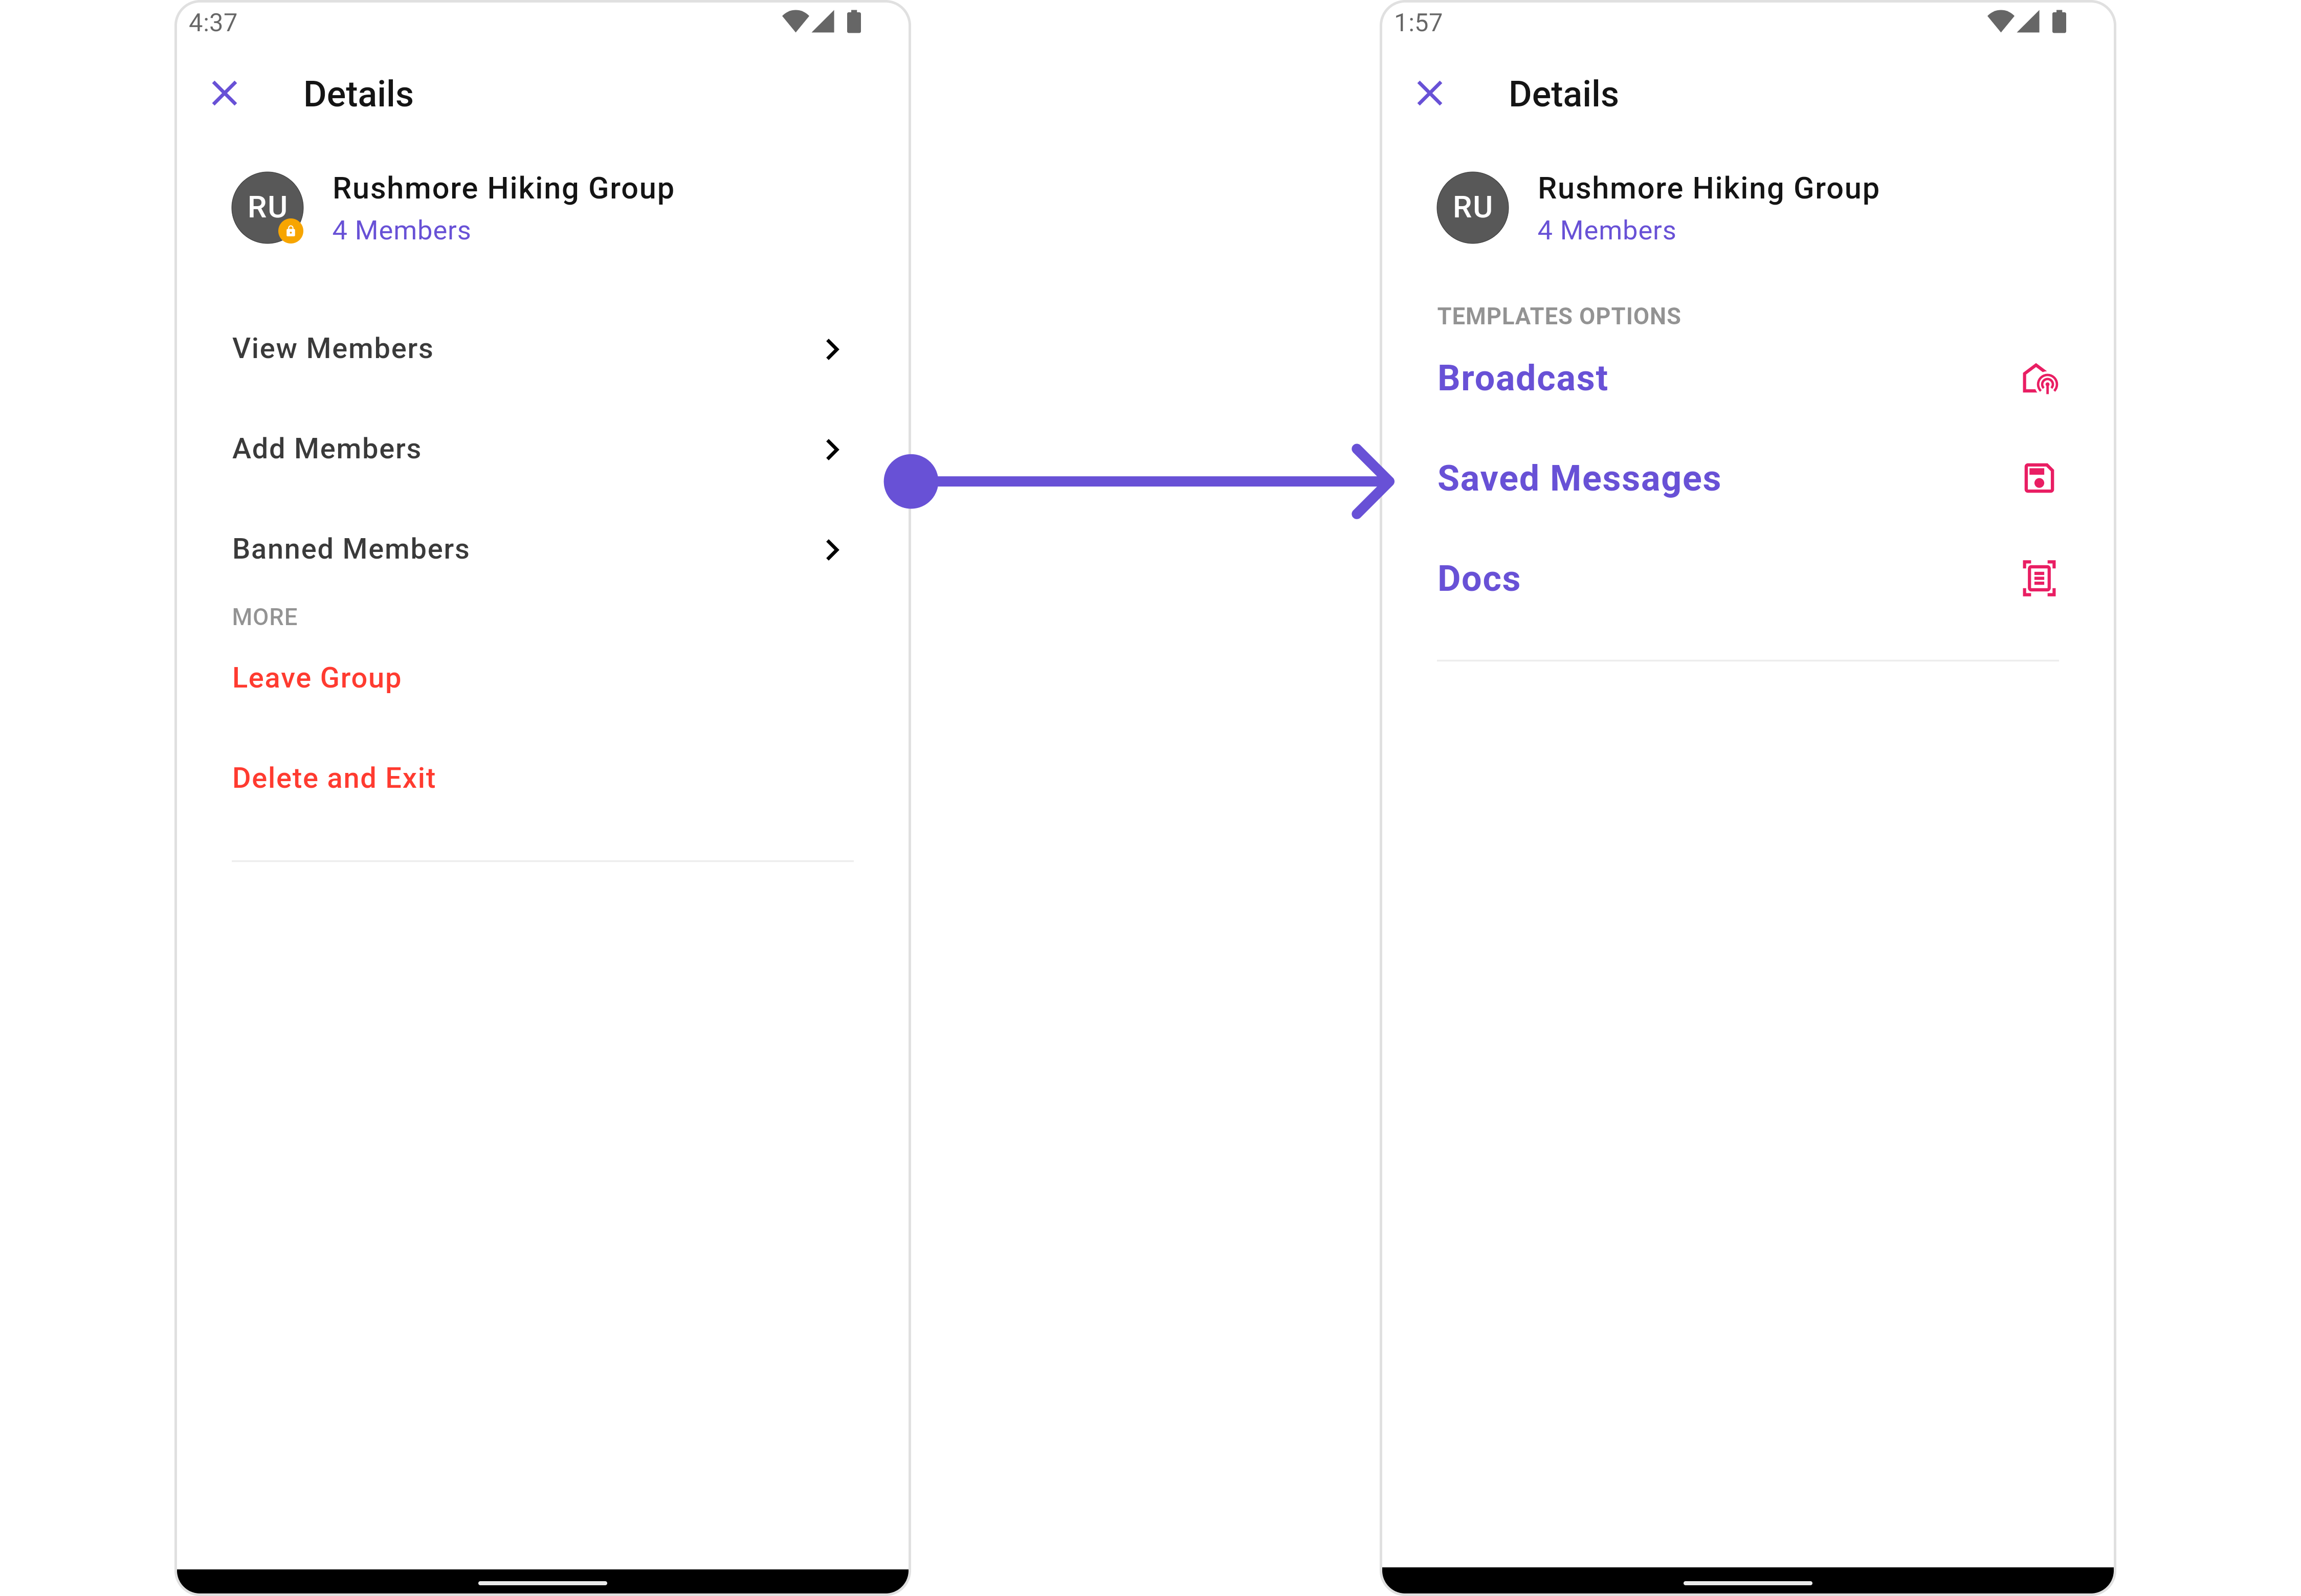 4:37
Details
RU
Rushmore Hiking Group
4 Members
View Members
Add Members
Banned Members
MORE
Leave Group
Delete and Exit
1:57
Details
RU
Rushmore Hiking Group
4 Members
TEMPLATES OPTIONS
Broadcast
Saved Messages
Docs